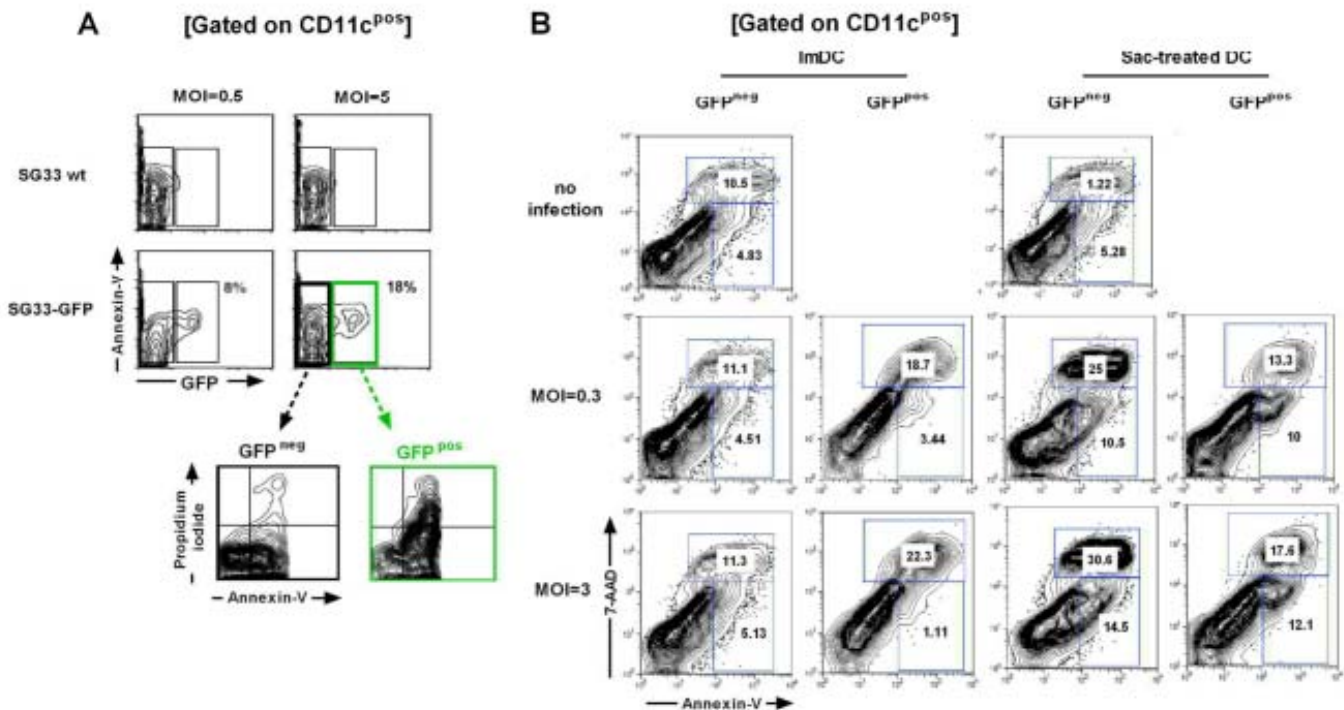 A
[Gated on CD11cpos]
MOI=0.5
MOI=5
SG33 wt
SG33-GFP
Annexin-V
8%
18%
GFP
GFP neg
GFP pos
Propidium
iodide
Annexin-V
B
[Gated on CD11cpos]
ImDC
Sac-treated DC
GFPneg
GFPpos
GFPneg
GFPpos
no
infection
10.5
4.83
1.22
5.28
MOI=0.3
11.1
4.51
18.7
3.44
25
10.5
13.3
10
MOI=3
7-AAD
11.3
5.13
22.3
1.11
30.6
14.5
17.6
12.1
Annexin-V